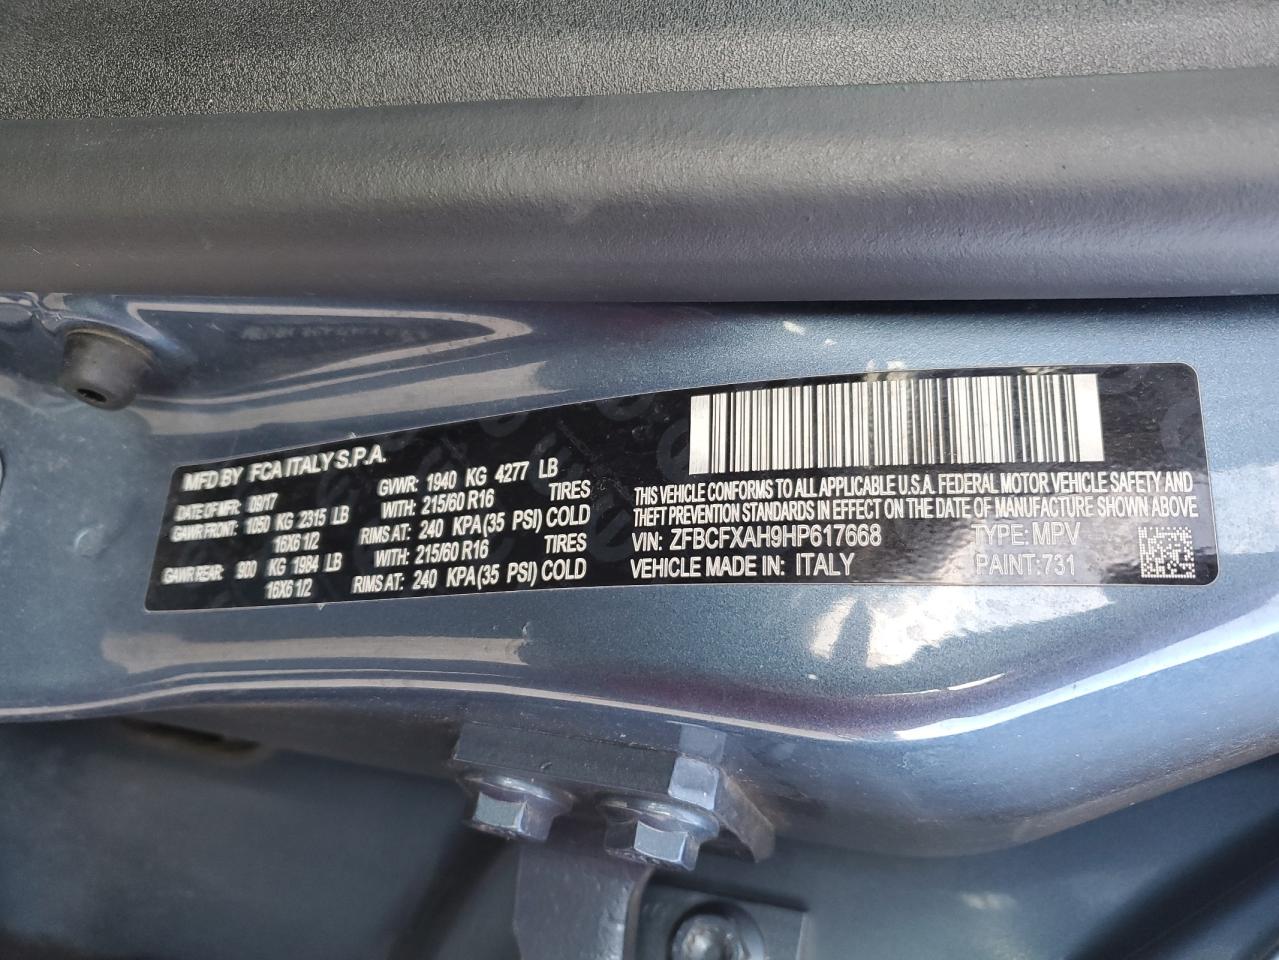 MFD BY FCA ITALY S.P.A.
DATE OF MFR: 09/17 GVWR: 1940 KG 4277 LB
GAWR FRONT: 1050 KG 2315 LB WITH: 215/60 R16 TIRES
16X6 1/2 RIMS AT: 240 KPA(35 PSI) COLD
GAWR REAR: 900 KG 1984 LB WITH: 215/60 R16 TIRES
16X6 1/2 RIMS AT: 240 KPA(35 PSI) COLD
THIS VEHICLE CONFORMS TO ALL APPLICABLE U.S.A. FEDERAL MOTOR VEHICLE SAFETY AND
THEFT PREVENTION STANDARDS IN EFFECT ON THE DATE OF MANUFACTURE SHOWN ABOVE
VIN: ZFBCFXAH9HP617668 TYPE: MPV
VEHICLE MADE IN: ITALY PAINT: 731